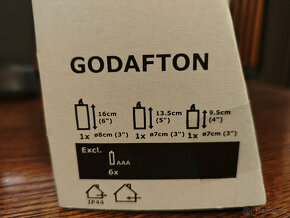 GODAFTON
16cm (6") 13.5cm (5") 9.5cm (4")
1x ø8cm (3") 1x ø7cm (3") 1x ø7cm (3")
Excl.
AAA
6x
IP44